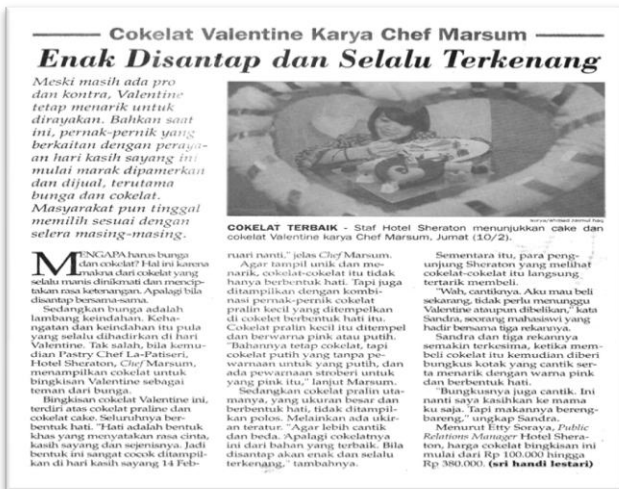 Cokelat Valentine Karya Chef Marsum
Enak Disantap dan Selalu Terkenang
Meski masih ada pro
dan kontra, Valentine
tetap menarik untuk
dirayakan. Bahkan saat
ini, pernak-pernik yang
berkaitan dengan peraya-
an hari kasih sayang ini
mulai marak dipamerkan
dan dijual, terutama
bunga dan cokelat.
Masyarakat pun tinggal
memilih sesuai dengan
selera masing-masing.
COKELAT TERBAIK - Staf Hotel Sheraton menunjukkan cake dan
cokelat Valentine karya Chef Marsum, Jumat (10/2).
MENGAPA harus bunga
dan cokelat? Hal ini karena
makna dari cokelat yang
selalu manis dinikmati dan mencip-
takan rasa ketenangan. Apalagi bila
disantap bersama-sama.
Sedangkan bunga adalah
lambang keindahan. Keha-
ngatan dan keindahan itu pula
yang selalu dihadirkan di hari
Valentine. Tak salah, bila kemu-
dian Pastry Chef La-Patiseri,
Hotel Sheraton, Chef Marsum,
menampilkan cokelat untuk
bingkisan Valentine sebagai
teman dari bunga.
Bingkisan cokelat Valentine ini,
terdiri atas cokelat praline dan
cokelat cake. Seluruhnya ber-
bentuk hati. "Hati adalah bentuk
khas yang menyatakan rasa cinta,
kasih sayang dan sejenisnya. Jadi
bentuk ini sangat cocok ditampil-
kan di hari kasih sayang 14 Feb-
ruari nanti," jelas Chef Marsum.
Agar tampil unik dan me-
narik, cokelat-cokelat itu tidak
hanya berbentuk hati. Tapi juga
ditampilkan dengan kombi-
nasi pernak-pernik cokelat
pralin kecil yang ditempelkan
di cokelet berbentuk hati itu.
Cokelat pralin kecil itu ditempel
dan berwarna pink atau putih.
"Bahannya tetap cokelat, tapi
cokelat putih yang tanpa pe-
warnaan untuk yang putih, dan
ada pewarnaan stroberi untuk
yang pink itu," lanjut Marsum.
Sedangkan cokelat pralin uta-
manya, yang ukuran besar dan
berbentuk hati, tidak ditampil-
kan polos. Melainkan ada ukir-
an teratur. "Agar lebih cantik
dan beda. Apalagi cokelatnya
ini dari bahan yang terbaik. Bila
disantap akan enak dan selalu
terkenang," tambahnya.
Sementara itu, para peng-
unjung Sheraton yang melihat
cokelat-cokelat itu langsung
tertarik membeli.
"Wah, cantiknya. Aku mau beli
sekarang, tidak perlu menunggu
Valentine ataupun dibelikan," kata
Sandra, seorang mahasiswi yang
hadir bersama tiga rekannya.
Sandra dan tiga rekannya
semakin terkesima, ketika mem-
beli cokelat itu kemudian diberi
bungkus kotak yang cantik ser-
ta menarik dengan warna pink
dan berbentuk hati.
"Bungkusnya juga cantik. Ini
nanti saya kasihkan ke mama
ku saja. Tapi makannya bereng-
bareng," ungkap Sandra.
Menurut Etty Soraya, Public
Relations Manager Hotel Shera-
ton, harga cokelat bingkisan ini
mulai dari Rp 100.000 hingga
Rp 380.000. (sri handi lestari)